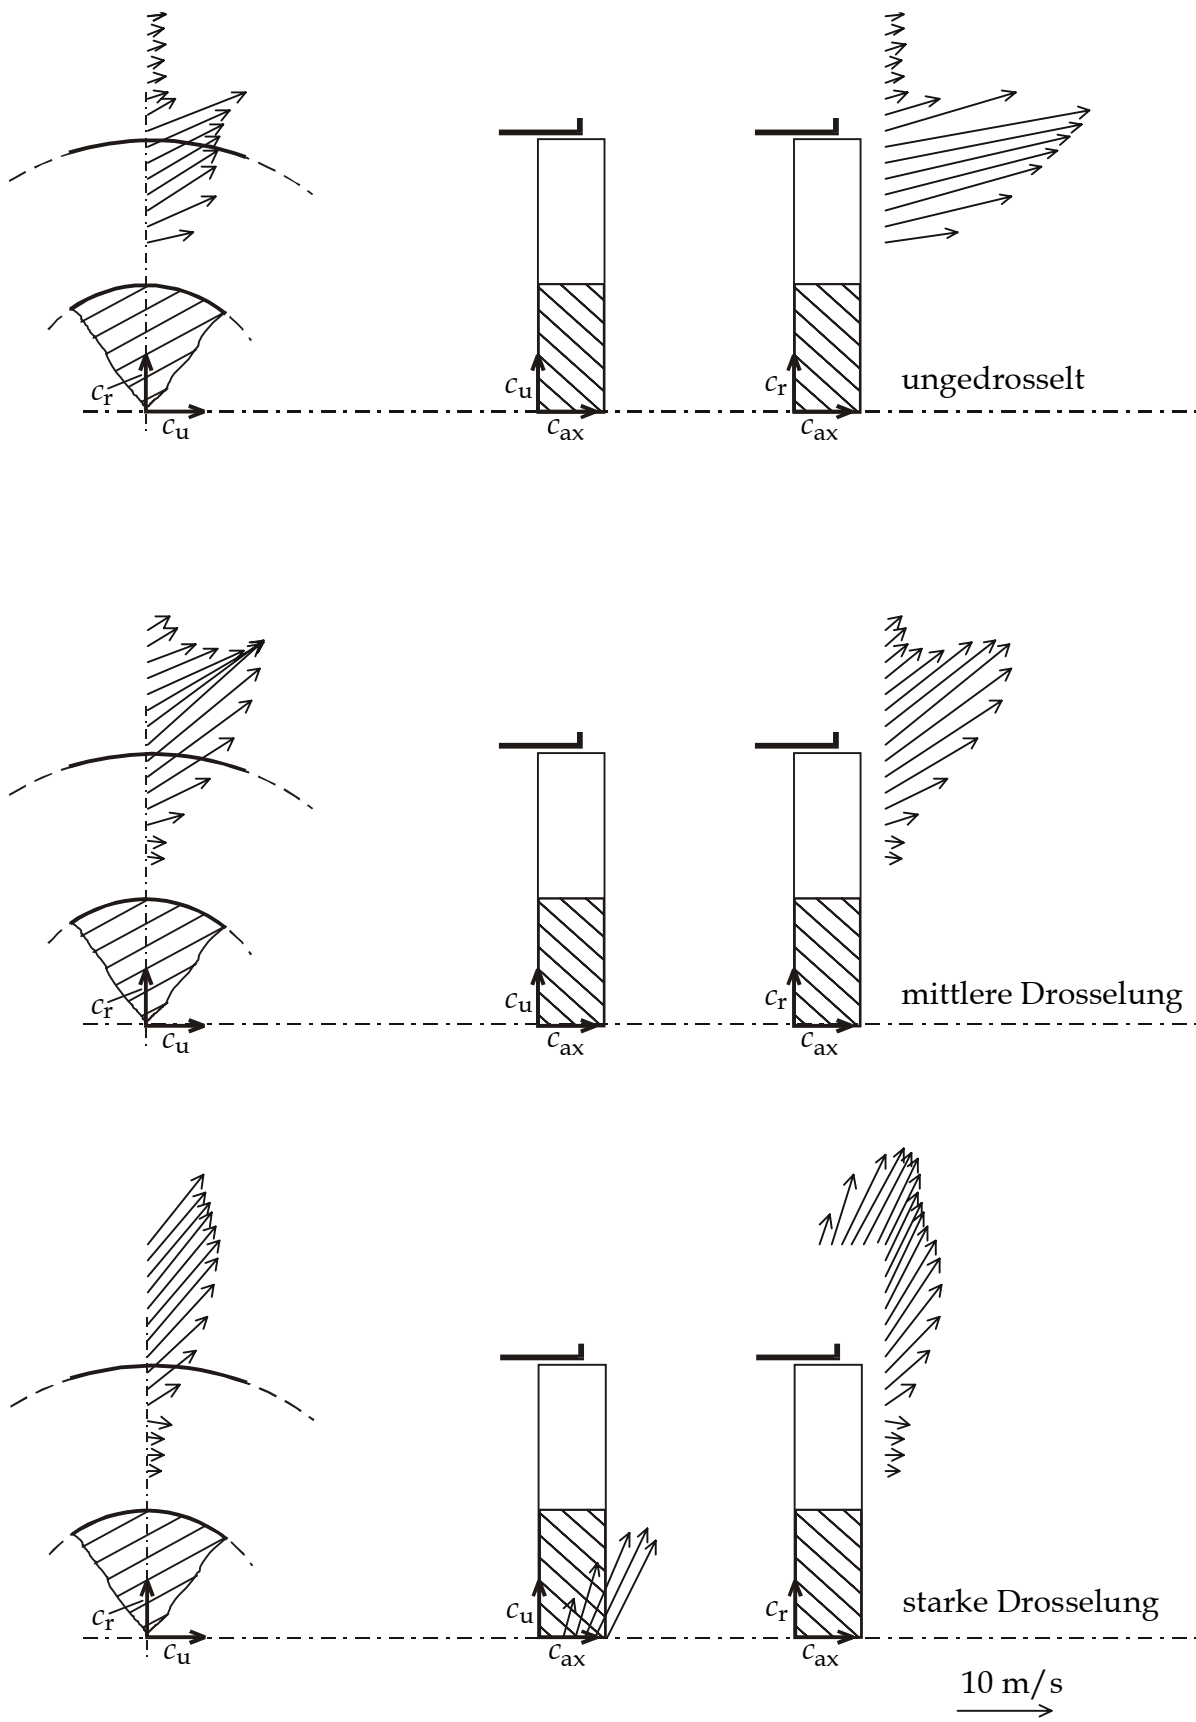 c_r
c_u
c_u
c_ax
c_r
c_ax
ungedrosselt
c_r
c_u
c_u
c_ax
c_r
c_ax
mittlere Drosselung
c_r
c_u
c_u
c_ax
c_r
c_ax
starke Drosselung
10 m/s